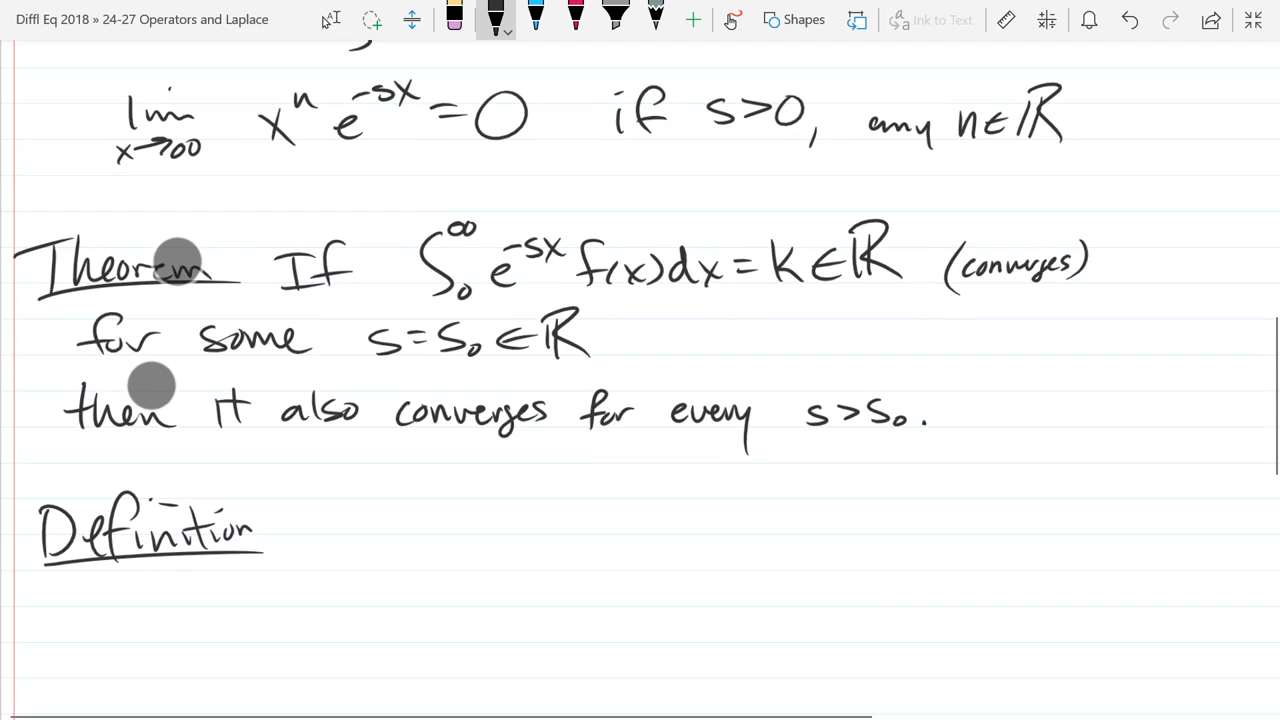 Diffl Eq 2018 » 24-27 Operators and Laplace
Shapes
Ink to Text
lim x→∞ xⁿ e^(-sx) = 0 if s>0, any n∈ℝ
Theorem If ∫₀^∞ e^(-sx) f(x)dx = K∈ℝ (converges)
for some s=s₀∈ℝ
then it also converges for every s>s₀.
Definition